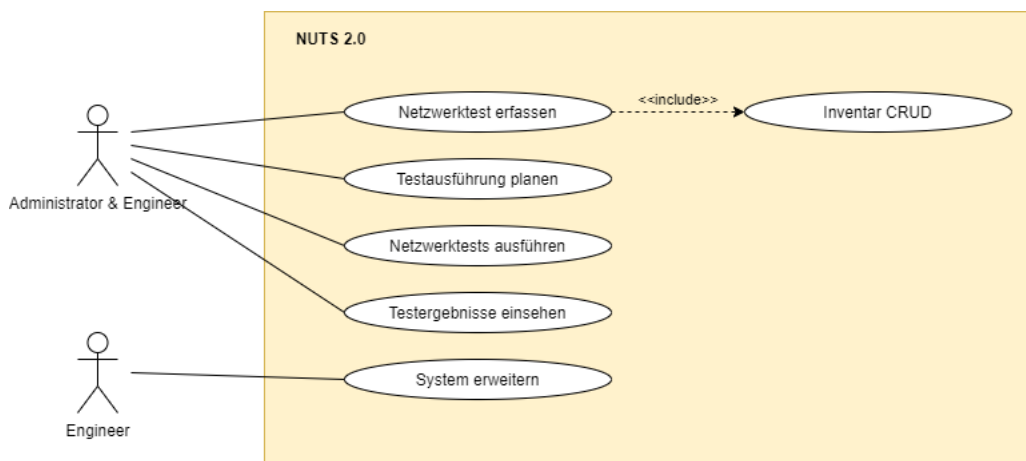 NUTS 2.0
Netzwerktest erfassen
<<include>>
Inventar CRUD
Testausführung planen
Administrator & Engineer
Netzwerktests ausführen
Testergebnisse einsehen
System erweitern
Engineer